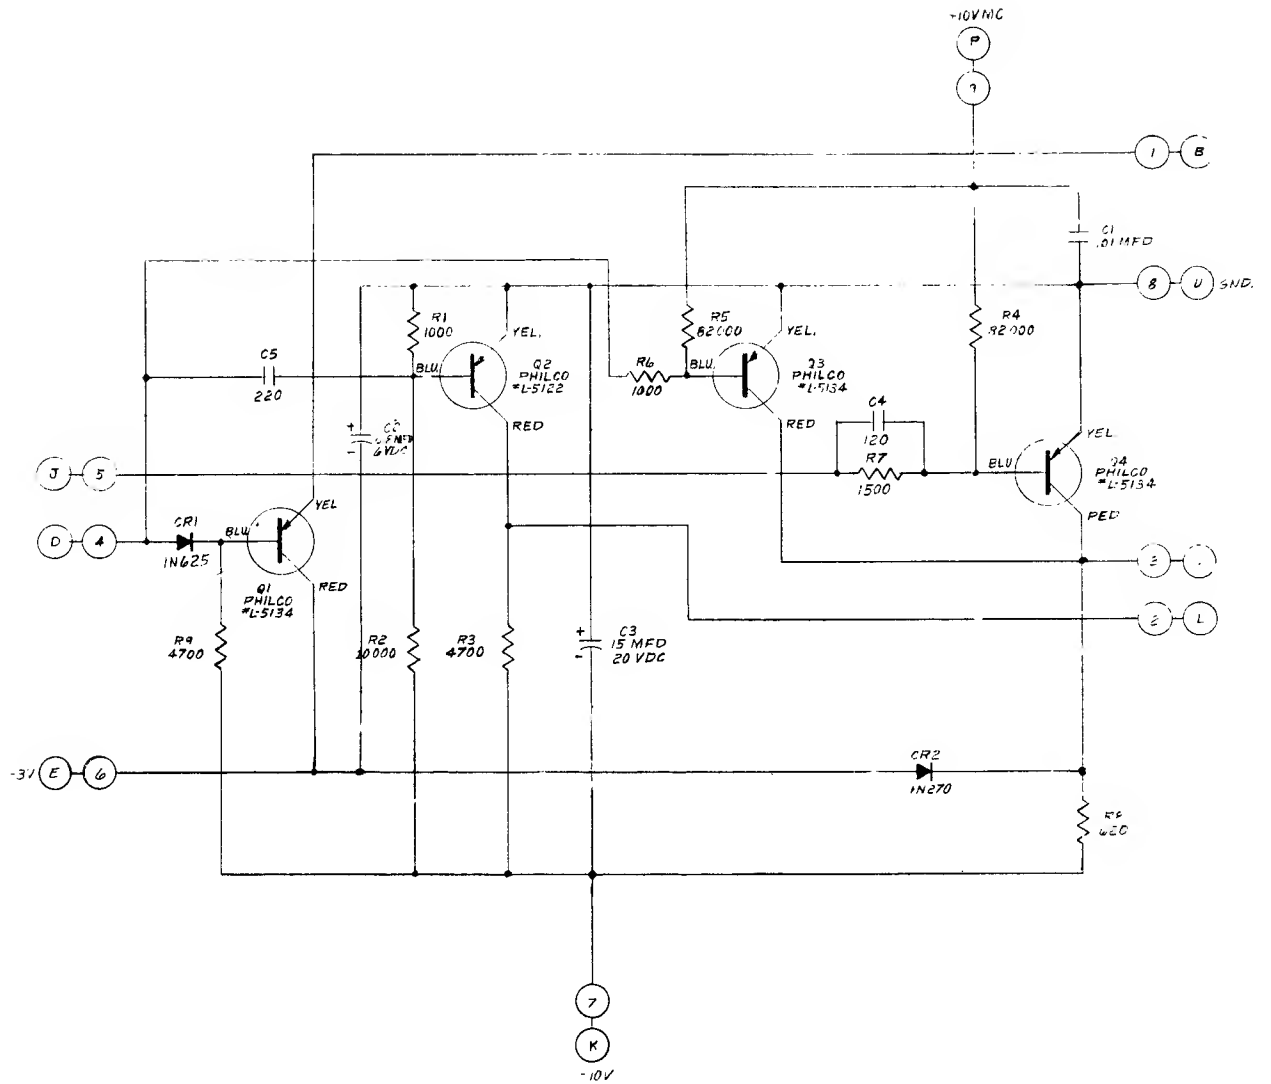 +10VMC
P
9
1
B
C1
.01 MFD
8
U
GND.
R1
1000
YEL.
R5
82000
YEL.
R4
82000
C5
220
BLU
Q2
PHILCO
#L-5122
R6
1000
BLU
Q3
PHILCO
#L-5134
+
C2
6VDC
-
RED
RED
C4
120
R7
1500
YEL.
BLU
Q4
PHILCO
#L-5134
RED
J
5
D
4
CR1
1N625
BLU
YEL
Q1
PHILCO
#L-5134
RED
2
L
R9
4700
R2
10000
R3
4700
+
C3
15 MFD
20 VDC
-
-3V
E
6
CR2
1N270
7
K
-10V